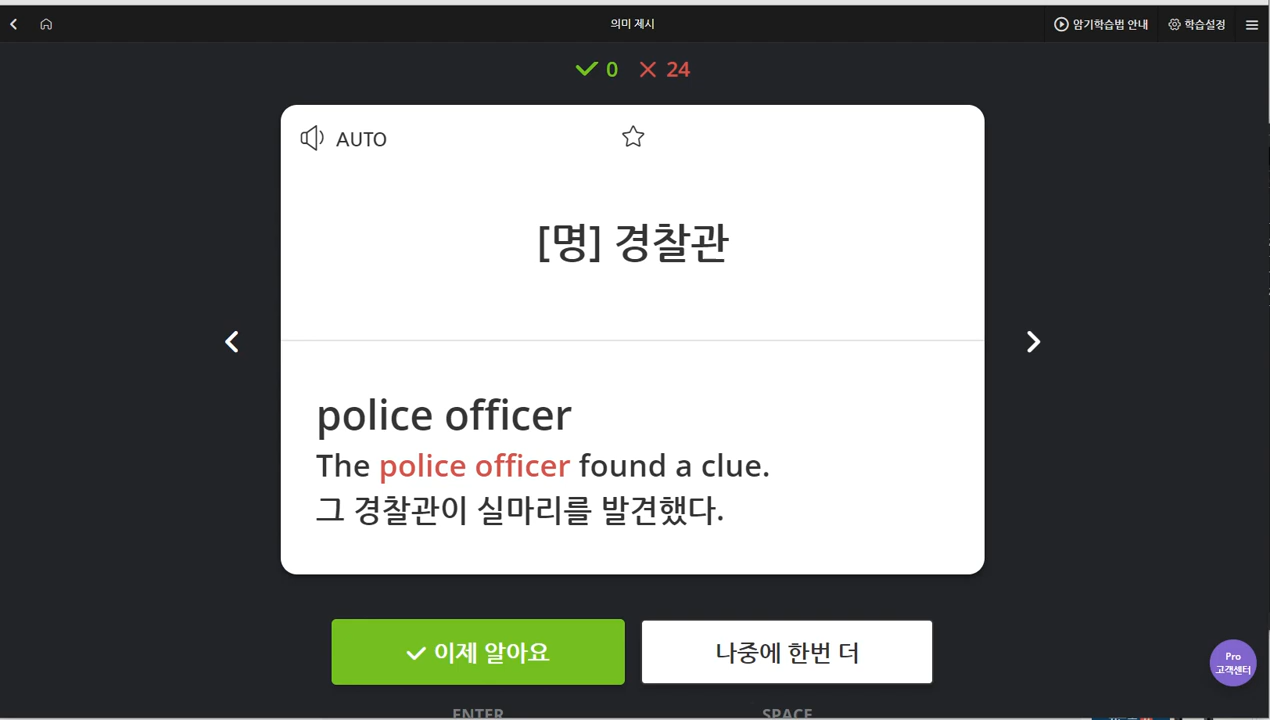 의미 제시
암기학습법 안내
학습설정
0
24
AUTO
[명] 경찰관
police officer
The police officer found a clue.
그 경찰관이 실마리를 발견했다.
이제 알아요
나중에 한번 더
Pro
고객센터
ENTER
SPACE